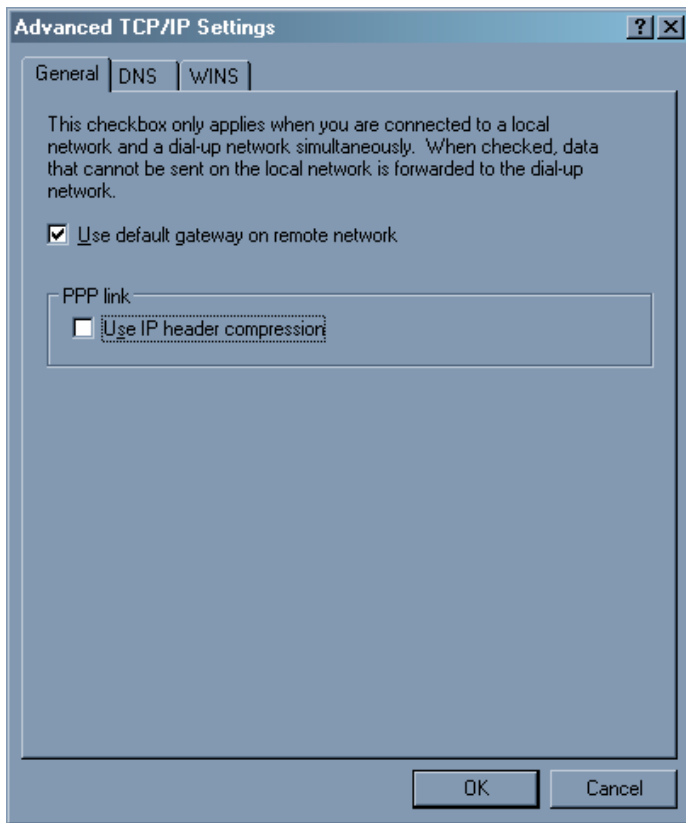 Advanced TCP/IP Settings
General DNS WINS
This checkbox only applies when you are connected to a local
network and a dial-up network simultaneously. When checked, data
that cannot be sent on the local network is forwarded to the dial-up
network.
Use default gateway on remote network
PPP link
Use IP header compression
OK Cancel